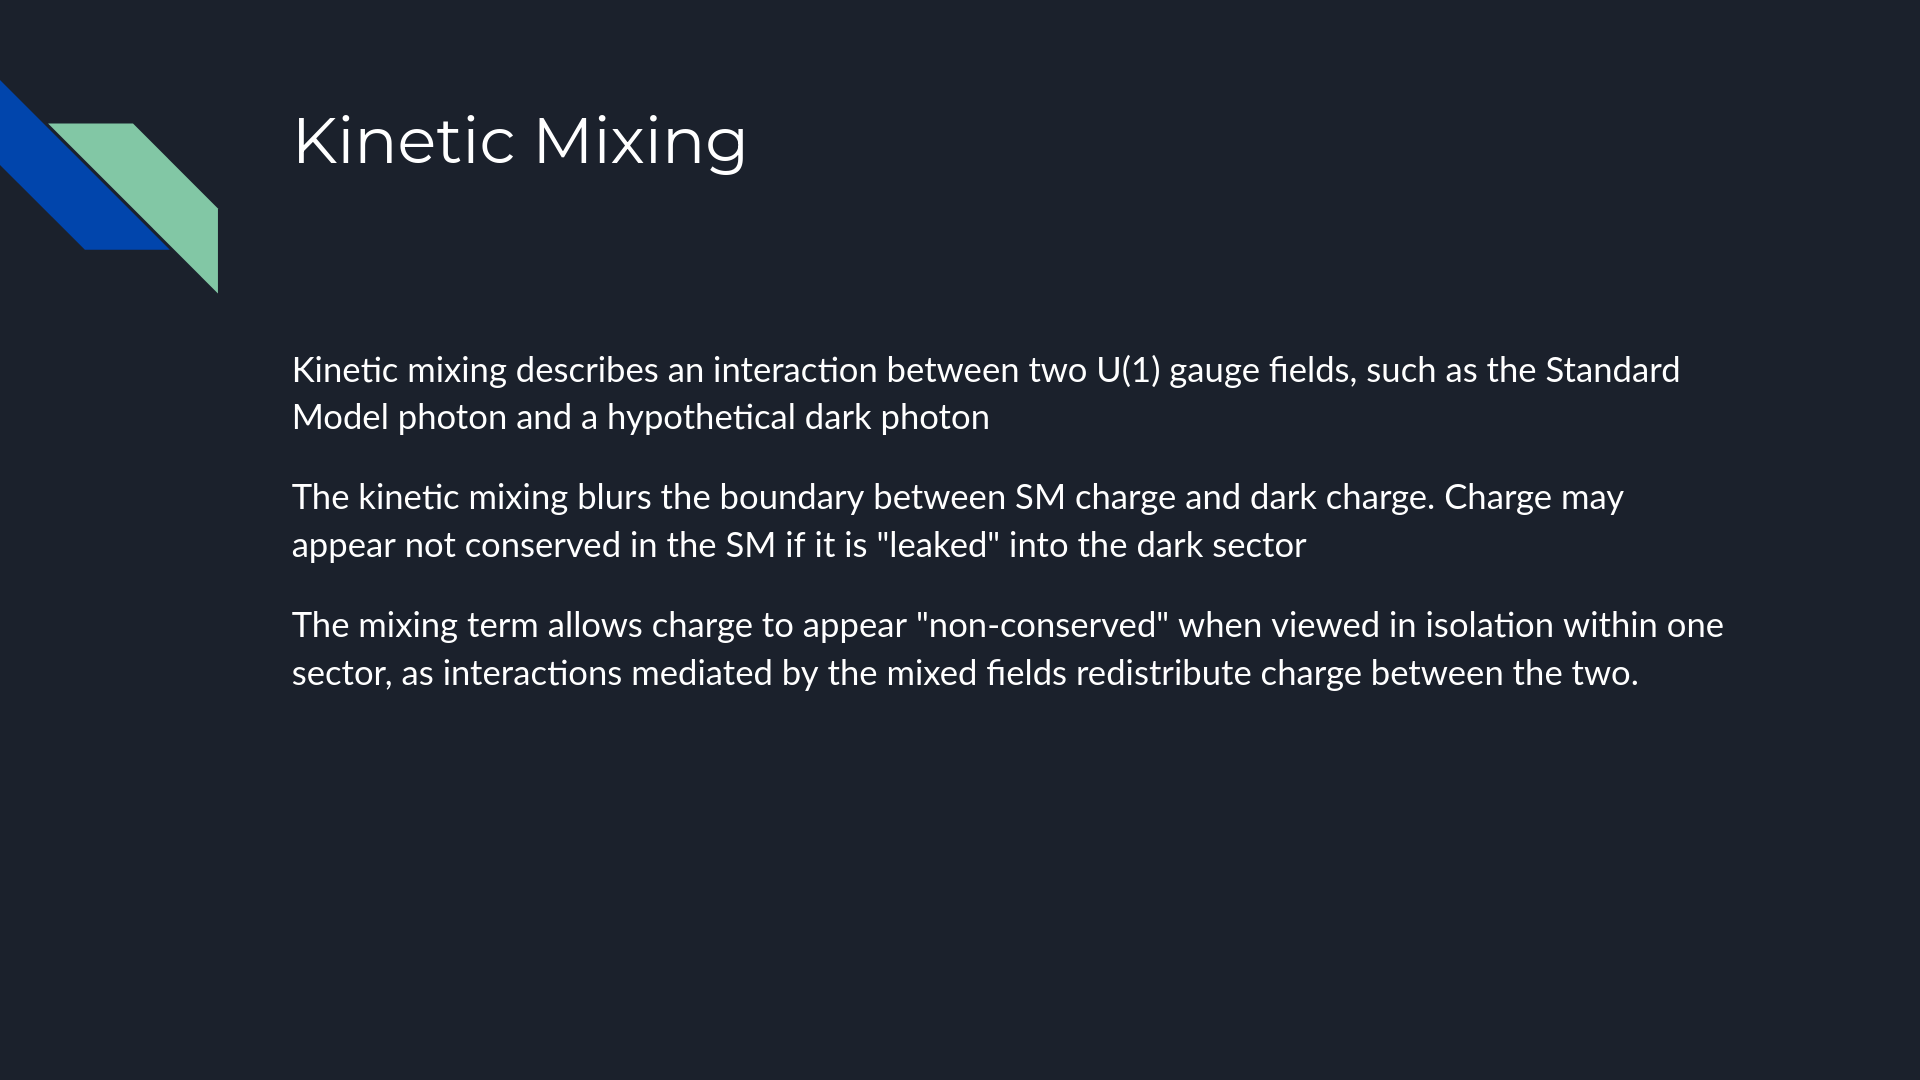 Kinetic Mixing
Kinetic mixing describes an interaction between two U(1) gauge fields, such as the Standard
Model photon and a hypothetical dark photon
The kinetic mixing blurs the boundary between SM charge and dark charge. Charge may
appear not conserved in the SM if it is "leaked" into the dark sector
The mixing term allows charge to appear "non-conserved" when viewed in isolation within one
sector, as interactions mediated by the mixed fields redistribute charge between the two.